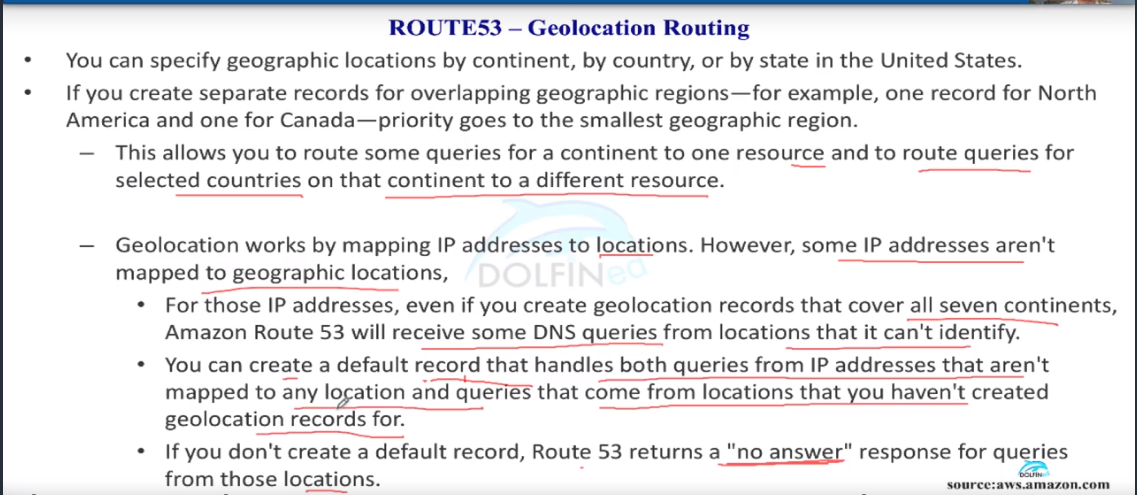 ROUTE53 – Geolocation Routing
• You can specify geographic locations by continent, by country, or by state in the United States.
• If you create separate records for overlapping geographic regions—for example, one record for North
America and one for Canada—priority goes to the smallest geographic region.
– This allows you to route some queries for a continent to one resource and to route queries for
selected countries on that continent to a different resource.
– Geolocation works by mapping IP addresses to locations. However, some IP addresses aren't
mapped to geographic locations,
DOLFINed
• For those IP addresses, even if you create geolocation records that cover all seven continents,
Amazon Route 53 will receive some DNS queries from locations that it can't identify.
• You can create a default record that handles both queries from IP addresses that aren't
mapped to any location and queries that come from locations that you haven't created
geolocation records for.
• If you don't create a default record, Route 53 returns a "no answer" response for queries
from those locations.
DOLFINed
source:aws.amazon.com